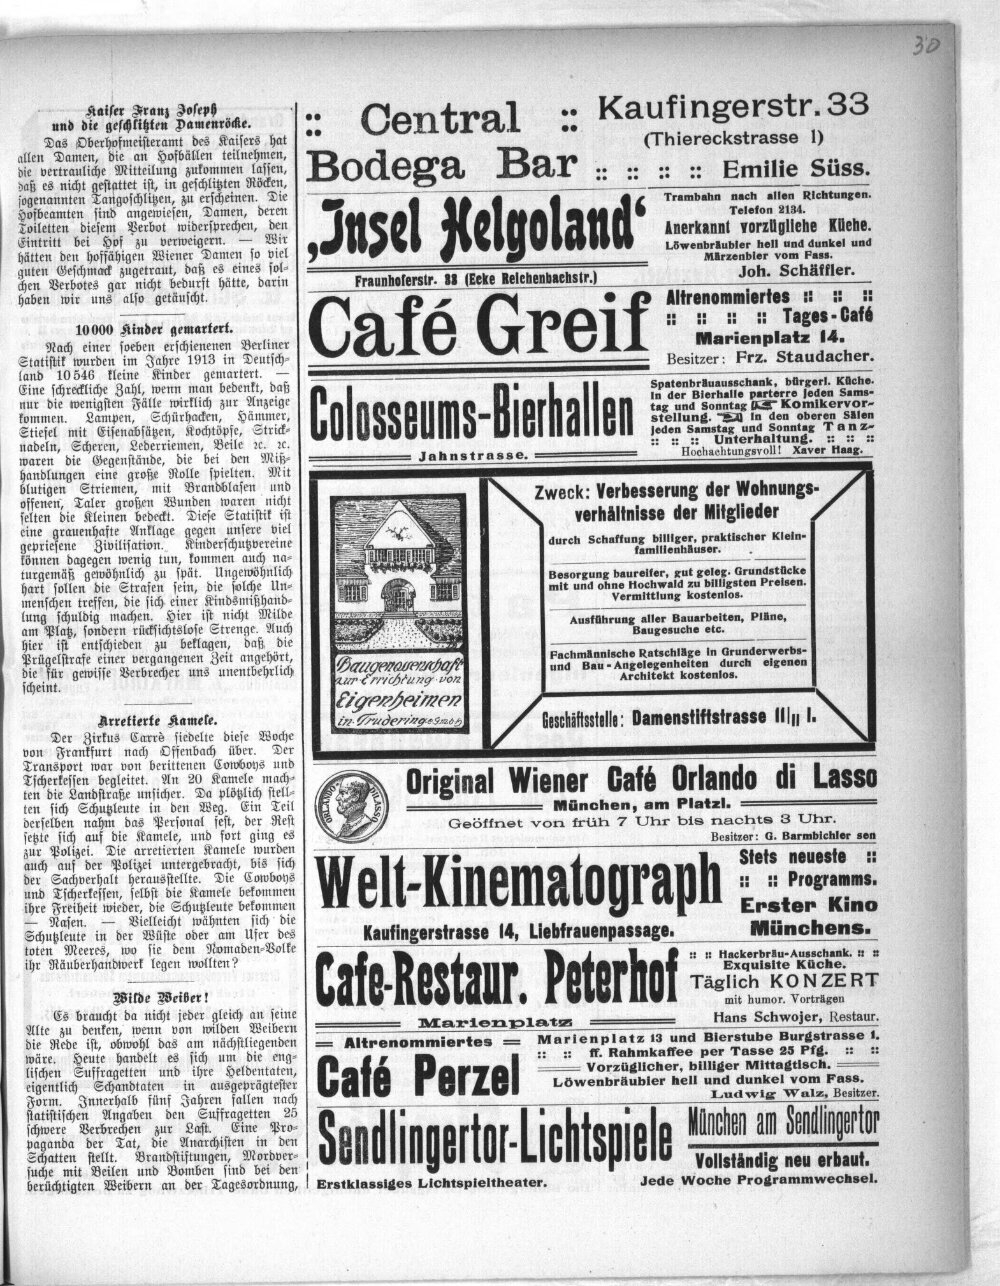 30
Kaiser Franz Joseph
und die geschlitzten Damenröcke.
Das Oberhofmeisteramt des Kaisers hat
allen Damen, die an Hofbällen teilnehmen,
die vertrauliche Mitteilung zukommen lassen,
daß es nicht gestattet ist, in geschlitzten Röcken,
sogenannten Tangoschlitzen, zu erscheinen. Die
Hofbeamten sind angewiesen, Damen, deren
Toiletten diesem Verbot widersprechen, den
Eintritt bei Hof zu verweigern. — Wir
hätten den hoffähigen Wiener Damen so viel
guten Geschmack zugetraut, daß es eines sol-
chen Verbotes gar nicht bedurft hätte, darin
haben wir uns also getäuscht.
10000 Kinder gemartert.
Nach einer soeben erschienenen Berliner
Statistik wurden im Jahre 1913 in Deutsch-
land 10546 kleine Kinder gemartert. —
Eine schreckliche Zahl, wenn man bedenkt, daß
nur die wenigsten Fälle wirklich zur Anzeige
kommen. Lampen, Schürhacken, Hämmer,
Stiefel mit Eisenabsätzen, Kochtöpfe, Strick-
nadeln, Scheren, Lederriemen, Beile ꝛc. ꝛc.
waren die Gegenstände, die bei den Miß-
handlungen eine große Rolle spielten. Mit
blutigen Striemen, mit Brandblasen und
offenen, Taler großen Wunden waren nicht
selten die Kleinen bedeckt. Diese Statistik ist
eine grauenhafte Anklage gegen unsere viel
gepriesene Zivilisation. Kinderschutzvereine
können dagegen wenig tun, kommen auch na-
turgemäß gewöhnlich zu spät. Ungewöhnlich
hart sollen die Strafen sein, die solche Un-
menschen treffen, die sich einer Kindsmißhand-
lung schuldig machen. Hier ist nicht Milde
am Platz, sondern rücksichtslose Strenge. Auch
hier ist entschieden zu beklagen, daß die
Prügelstrafe einer vergangenen Zeit angehört,
die für gewisse Verbrecher uns unentbehrlich
scheint.
Arretierte Kamele.
Der Zirkus Carrè siedelte diese Woche
von Frankfurt nach Offenbach über. Der
Transport war von berittenen Cowboys und
Tscherkessen begleitet. An 20 Kamele mach-
ten die Landstraße unsicher. Da plötzlich stell-
ten sich Schutzleute in den Weg. Ein Teil
derselben nahm das Personal fest, der Rest
setzte sich auf die Kamele, und fort ging es
zur Polizei. Die arretierten Kamele wurden
auch auf der Polizei untergebracht, bis sich
der Sachverhalt herausstellte. Die Cowboys
und Tscherkessen, selbst die Kamele bekommen
ihre Freiheit wieder, die Schutzleute bekommen
— Nasen. — Vielleicht wähnten sich die
Schutzleute in der Wüste oder am Ufer des
toten Meeres, wo sie dem Nomaden-Volke
ihr Räuberhandwerk legen wollten?
Wilde Weiber!
Es braucht da nicht jeder gleich an seine
Alte zu denken, wenn von wilden Weibern
die Rede ist, obwohl das am nächstliegenden
wäre. Heute handelt es sich um die eng-
lischen Suffragetten und ihre Heldentaten,
eigentlich Schandtaten in ausgeprägtester
Form. Innerhalb fünf Jahren fallen nach
statistischen Angaben den Suffragetten 25
schwere Verbrechen zur Last. Eine Pro-
paganda der Tat, die Anarchisten in den
Schatten stellt. Brandstiftungen, Mordver-
suche mit Beilen und Bomben sind bei den
berüchtigten Weibern an der Tagesordnung,
:: Central ::
Bodega Bar
Kaufingerstr. 33
(Thiereckstrasse 1)
:: :: :: :: Emilie Süss.
‚Insel Helgoland‘
Fraunhoferstr. 33 (Ecke Reichenbachstr.)
Trambahn nach allen Richtungen.
Telefon 2134.
Anerkannt vorzügliche Küche.
Löwenbräubier hell und dunkel und
Märzenbier vom Fass.
Joh. Schäffler.
Café Greif
Altrenommiertes :: :: ::
:: :: :: :: Tages-Café
Marienplatz 14.
Besitzer: Frz. Staudacher.
Colosseums-Bierhallen
Jahnstrasse.
Spatenbräuausschank, bürgerl. Küche.
In der Bierhalle parterre jeden Sams-
tag und Sonntag ☞ Komikervor-
stellung. ☜ In den oberen Sälen
jeden Samstag und Sonntag Tanz-
:: :: :: Unterhaltung. :: :: ::
Hochachtungsvoll! Xaver Haag.
Baugenossenschaft
zur Errichtung von
Eigenheimen
in Trudering e.G.m.b.H.
Zweck: Verbesserung der Wohnungs-
verhältnisse der Mitglieder
durch Schaffung billiger, praktischer Klein-
familienhäuser.
Besorgung baureifer, gut geleg. Grundstücke
mit und ohne Hochwald zu billigsten Preisen.
Vermittlung kostenlos.
Ausführung aller Bauarbeiten, Pläne,
Baugesuche etc.
Fachmännische Ratschläge in Grunderwerbs-
und Bau-Angelegenheiten durch eigenen
Architekt kostenlos.
Geschäftsstelle: Damenstiftstrasse 11/II l.
ORLANDO DI LASSO
Original Wiener Café Orlando di Lasso
München, am Platzl.
Geöffnet von früh 7 Uhr bis nachts 3 Uhr.
Besitzer: G. Barmbichler sen
Welt-Kinematograph
Kaufingerstrasse 14, Liebfrauenpassage.
Stets neueste ::
:: :: Programms.
Erster Kino
Münchens.
Cafe-Restaur. Peterhof
Marienplatz
:: :: Hackerbräu-Ausschank. :: ::
Exquisite Küche.
Täglich KONZERT
mit humor. Vorträgen
Hans Schwojer, Restaur.
Altrenommiertes
Café Perzel
Marienplatz 13 und Bierstube Burgstrasse 1.
:: :: ff. Rahmkaffee per Tasse 25 Pfg. :: ::
Vorzüglicher, billiger Mittagtisch.
Löwenbräubier hell und dunkel vom Fass.
Ludwig Walz, Besitzer.
Sendlingertor-Lichtspiele
Erstklassiges Lichtspieltheater.
München am Sendlingertor
Vollständig neu erbaut.
Jede Woche Programmwechsel.